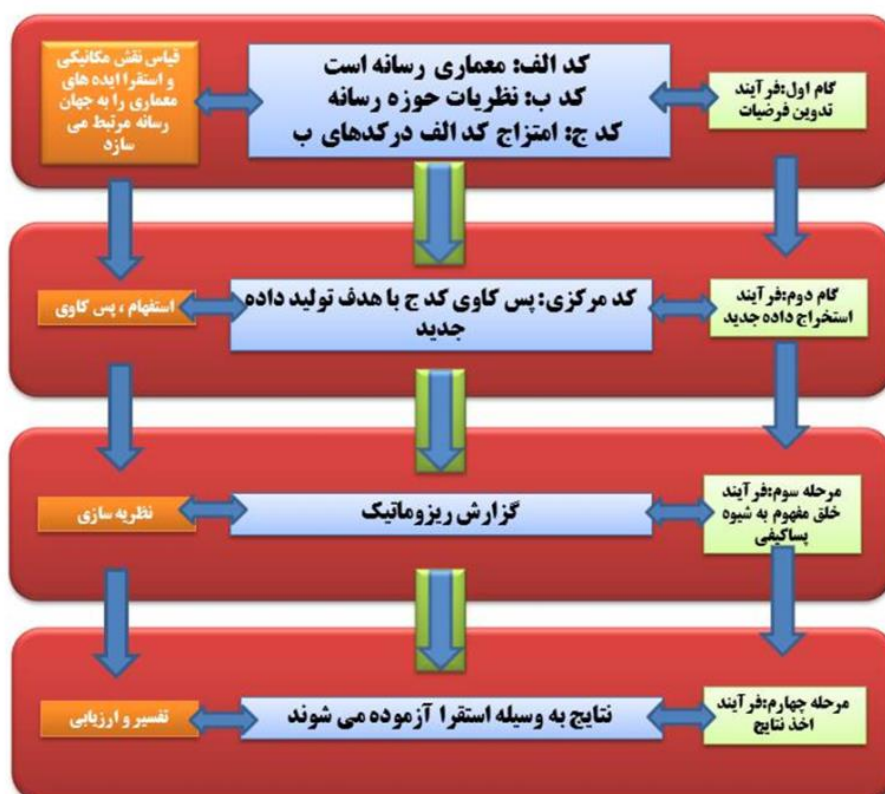 گام اول:فرآیند
تدوین فرضیات
کد الف: معماری رسانه است
کد ب: نظریات حوزه رسانه
کد ج: امتزاج کد الف در کدهای ب
قیاس نقش مکانیکی
و استقرا ایده های
معماری را به جهان
رسانه مرتبط می
سازد
گام دوم:فرآیند
استخراج داده جدید
کد مرکزی: پس کاوی کد ج با هدف تولید داده
جدید
استفهام ، پس کاوی
مرحله سوم:فرآیند
خلق مفهوم به شیوه
پساکیفی
گزارش ریزوماتیک
نظریه سازی
مرحله چهارم:فرآیند
اخذ نتایج
نتایج به وسیله استقرا آزموده می شوند
تفسیر و ارزیابی